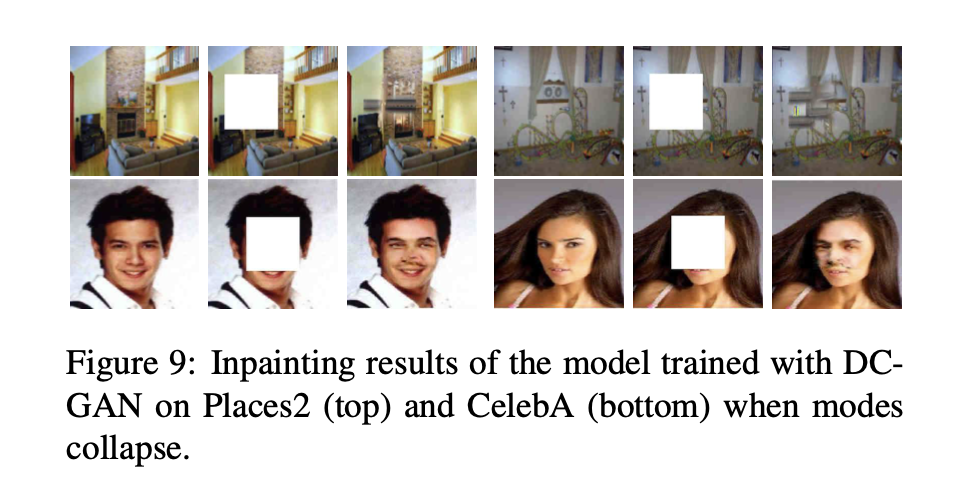 Figure 9: Inpainting results of the model trained with DC-
GAN on Places2 (top) and CelebA (bottom) when modes
collapse.